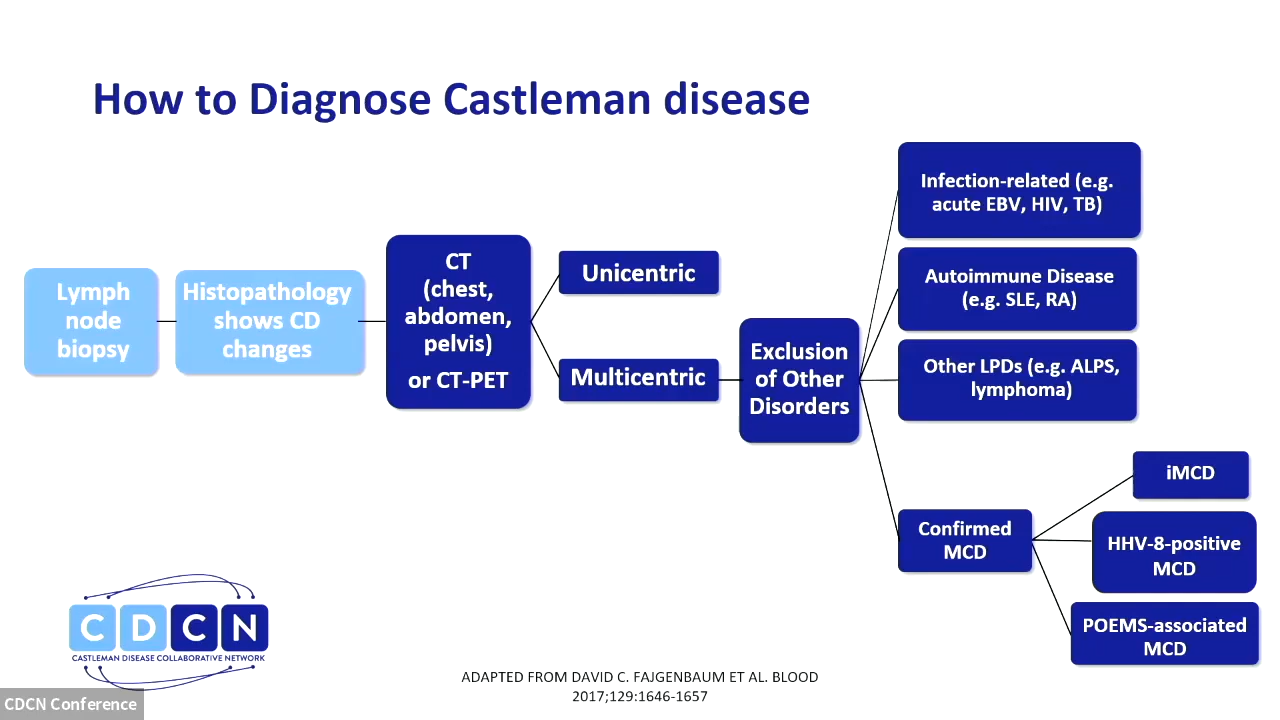 How to Diagnose Castleman disease
Lymph
node
biopsy
Histopathology
shows CD
changes
CT
(chest,
abdomen,
pelvis)
or CT-PET
Unicentric
Multicentric
Exclusion
of Other
Disorders
Infection-related (e.g.
acute EBV, HIV, TB)
Autoimmune Disease
(e.g. SLE, RA)
Other LPDs (e.g. ALPS,
lymphoma)
Confirmed
MCD
iMCD
HHV-8-positive
MCD
POEMS-associated
MCD
CDCN
CASTLEMAN DISEASE COLLABORATIVE NETWORK
ADAPTED FROM DAVID C. FAJGENBAUM ET AL. BLOOD
2017;129:1646-1657
CDCN Conference